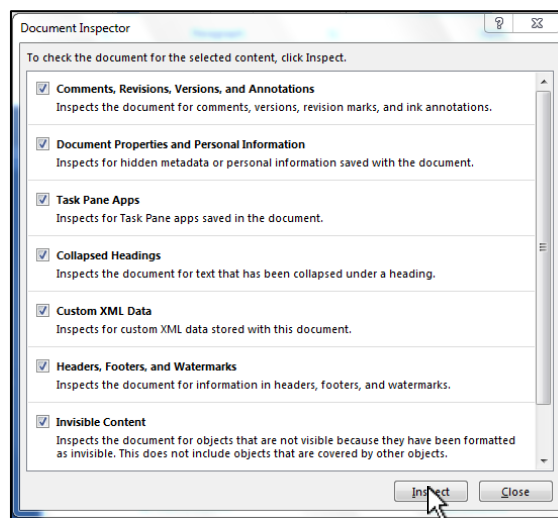 Document Inspector
To check the document for the selected content, click Inspect.
Comments, Revisions, Versions, and Annotations
Inspects the document for comments, versions, revision marks, and ink annotations.
Document Properties and Personal Information
Inspects for hidden metadata or personal information saved with the document.
Task Pane Apps
Inspects for Task Pane apps saved in the document.
Collapsed Headings
Inspects the document for text that has been collapsed under a heading.
Custom XML Data
Inspects for custom XML data stored with this document.
Headers, Footers, and Watermarks
Inspects the document for information in headers, footers, and watermarks.
Invisible Content
Inspects the document for objects that are not visible because they have been formatted
as invisible. This does not include objects that are covered by other objects.
Inspect Close